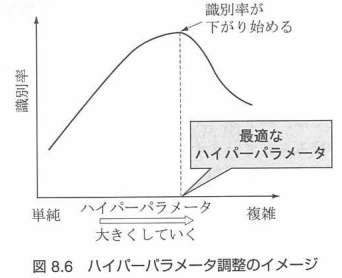 識別率が
下がり始める
識別率
最適な
ハイパーパラメータ
単純
ハイパーパラメータ
複雑
大きくしていく
図 8.6 ハイパーパラメータ調整のイメージ